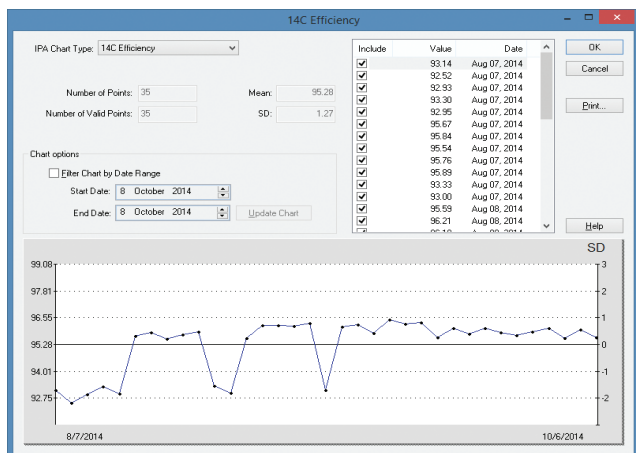 14C Efficiency
IPA Chart Type: 14C Efficiency
Number of Points: 35 Mean: 95.28
Number of Valid Points: 35 SD: 1.27
Chart options
Filter Chart by Date Range
Start Date: 8 October 2014
End Date: 8 October 2014 Update Chart
Include Value Date
93.14 Aug 07, 2014
92.52 Aug 07, 2014
92.93 Aug 07, 2014
93.30 Aug 07, 2014
92.95 Aug 07, 2014
95.67 Aug 07, 2014
95.84 Aug 07, 2014
95.54 Aug 07, 2014
95.76 Aug 07, 2014
95.89 Aug 07, 2014
93.33 Aug 07, 2014
93.00 Aug 07, 2014
95.59 Aug 08, 2014
96.21 Aug 08, 2014
OK
Cancel
Print...
Help
SD
99.08 3
97.81 2
96.55 1
95.28 0
94.01 -1
92.75 -2
8/7/2014 10/6/2014